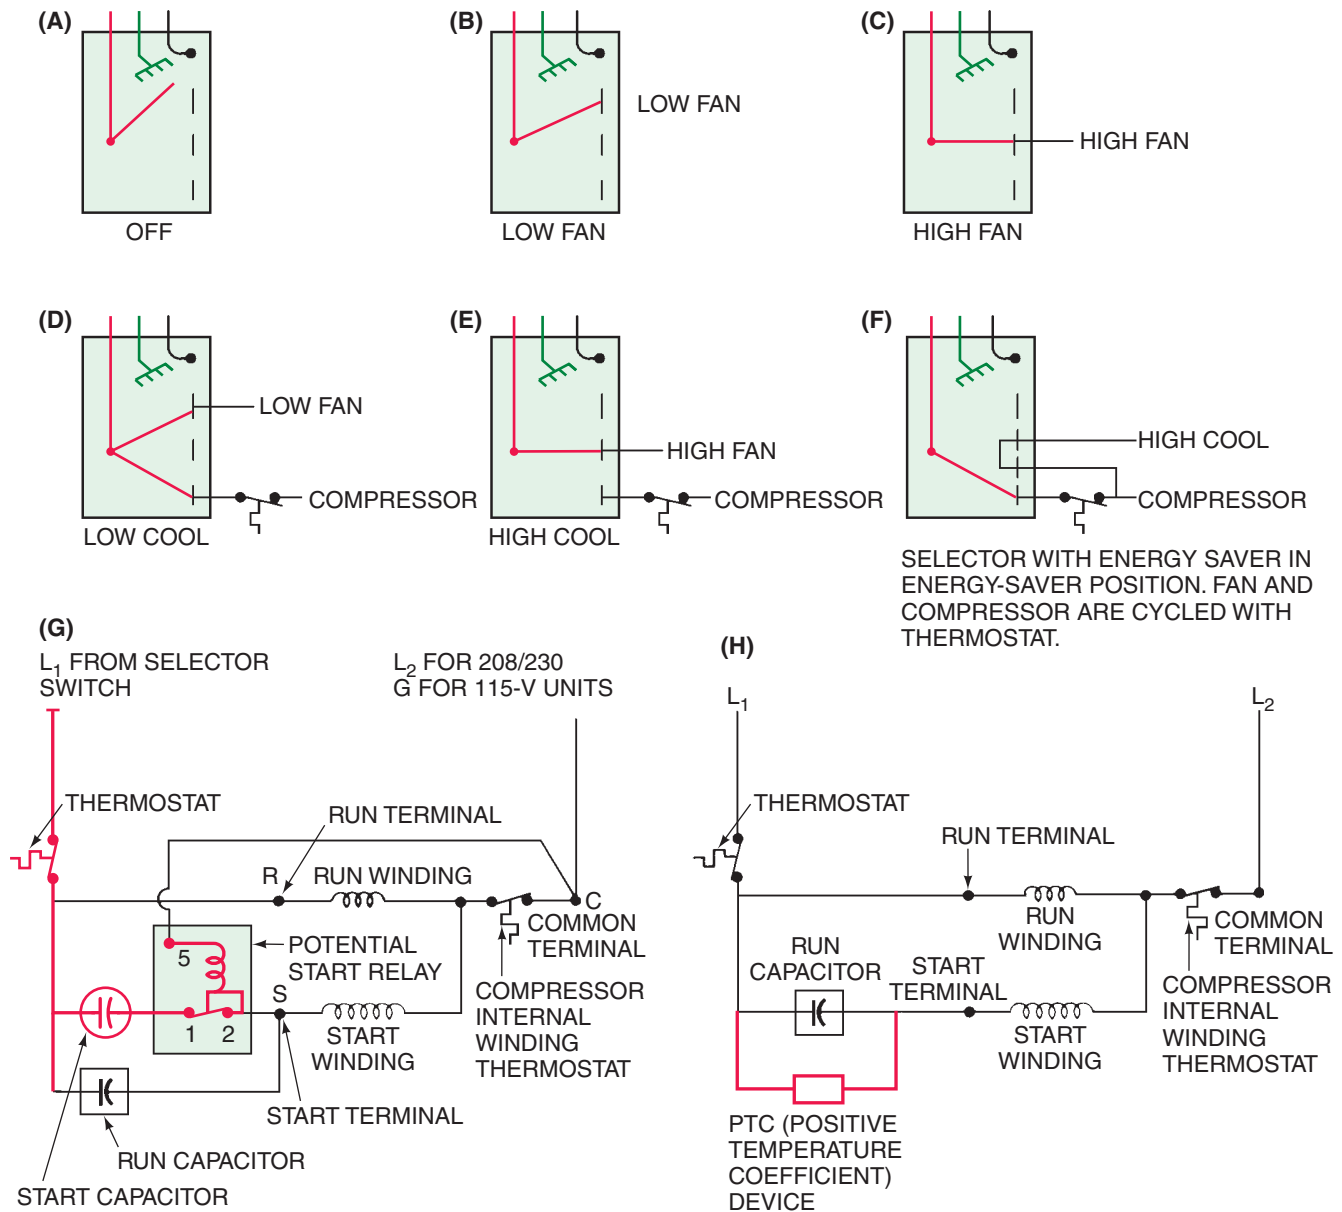 (A)
OFF
(B)
LOW FAN
LOW FAN
(C)
HIGH FAN
HIGH FAN
(D)
LOW FAN
COMPRESSOR
LOW COOL
(E)
HIGH FAN
COMPRESSOR
HIGH COOL
(F)
HIGH COOL
COMPRESSOR
SELECTOR WITH ENERGY SAVER IN
ENERGY-SAVER POSITION. FAN AND
COMPRESSOR ARE CYCLED WITH
THERMOSTAT.
(G)
L1 FROM SELECTOR
SWITCH
L2 FOR 208/230
G FOR 115-V UNITS
THERMOSTAT
RUN TERMINAL
R
RUN WINDING
C
COMMON
TERMINAL
5
POTENTIAL
START RELAY
S
1
2
START
WINDING
COMPRESSOR
INTERNAL
WINDING
THERMOSTAT
START TERMINAL
RUN CAPACITOR
START CAPACITOR
(H)
L1
L2
THERMOSTAT
RUN TERMINAL
RUN
WINDING
COMMON
TERMINAL
RUN
CAPACITOR
START
TERMINAL
START
WINDING
COMPRESSOR
INTERNAL
WINDING
THERMOSTAT
PTC (POSITIVE
TEMPERATURE
COEFFICIENT)
DEVICE